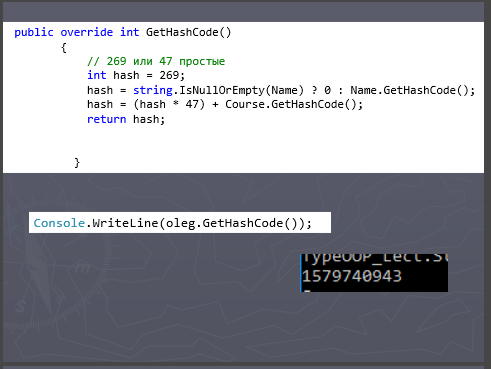 public override int GetHashCode()
{
// 269 или 47 простые
int hash = 269;
hash = string.IsNullOrEmpty(Name) ? 0 : Name.GetHashCode();
hash = (hash * 47) + Course.GetHashCode();
return hash;
}
Console.WriteLine(oleg.GetHashCode());
TypeOOP_Lect.St
1579740943